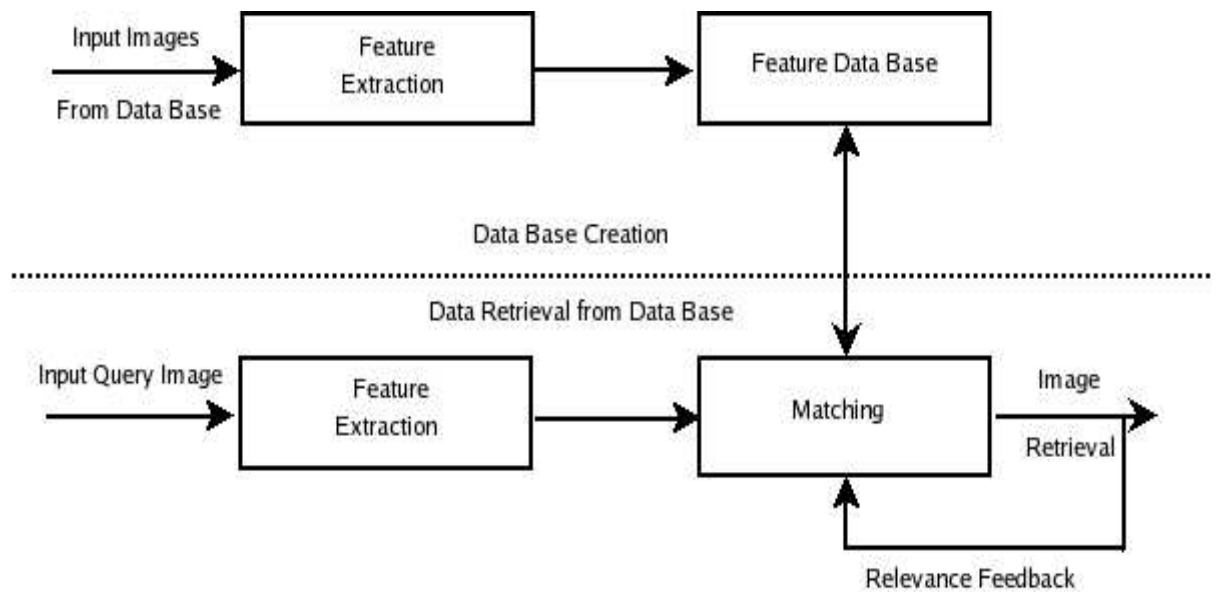 Input Images
From Data Base
Feature
Extraction
Feature Data Base
Data Base Creation
Data Retrieval from Data Base
Input Query Image
Feature
Extraction
Matching
Image
Retrieval
Relevance Feedback